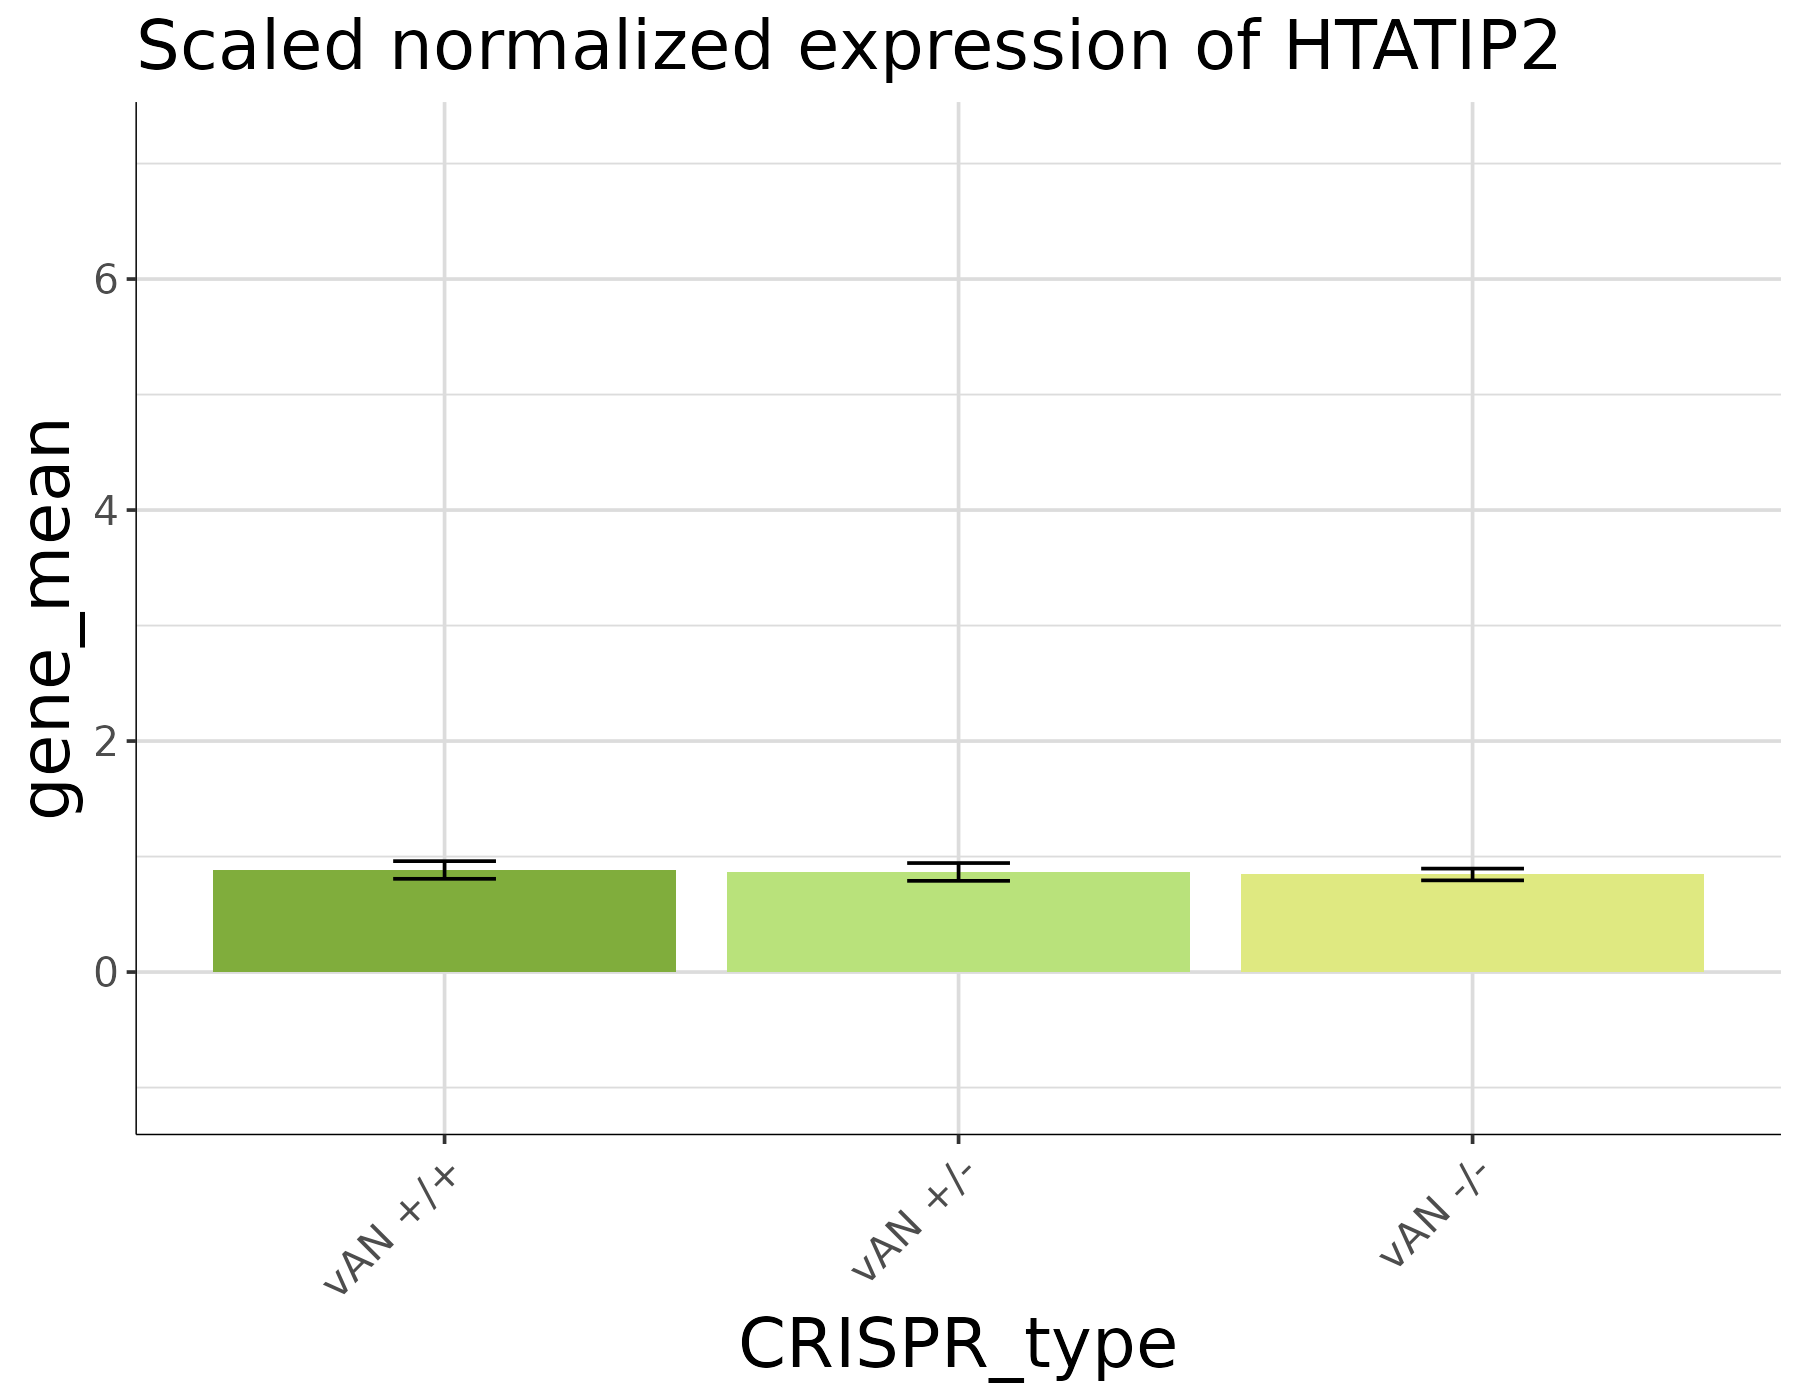 Scaled normalized expression of HTATIP2
gene_mean
6
4
2
0
vAN +/+
vAN +/-
vAN -/-
CRISPR_type